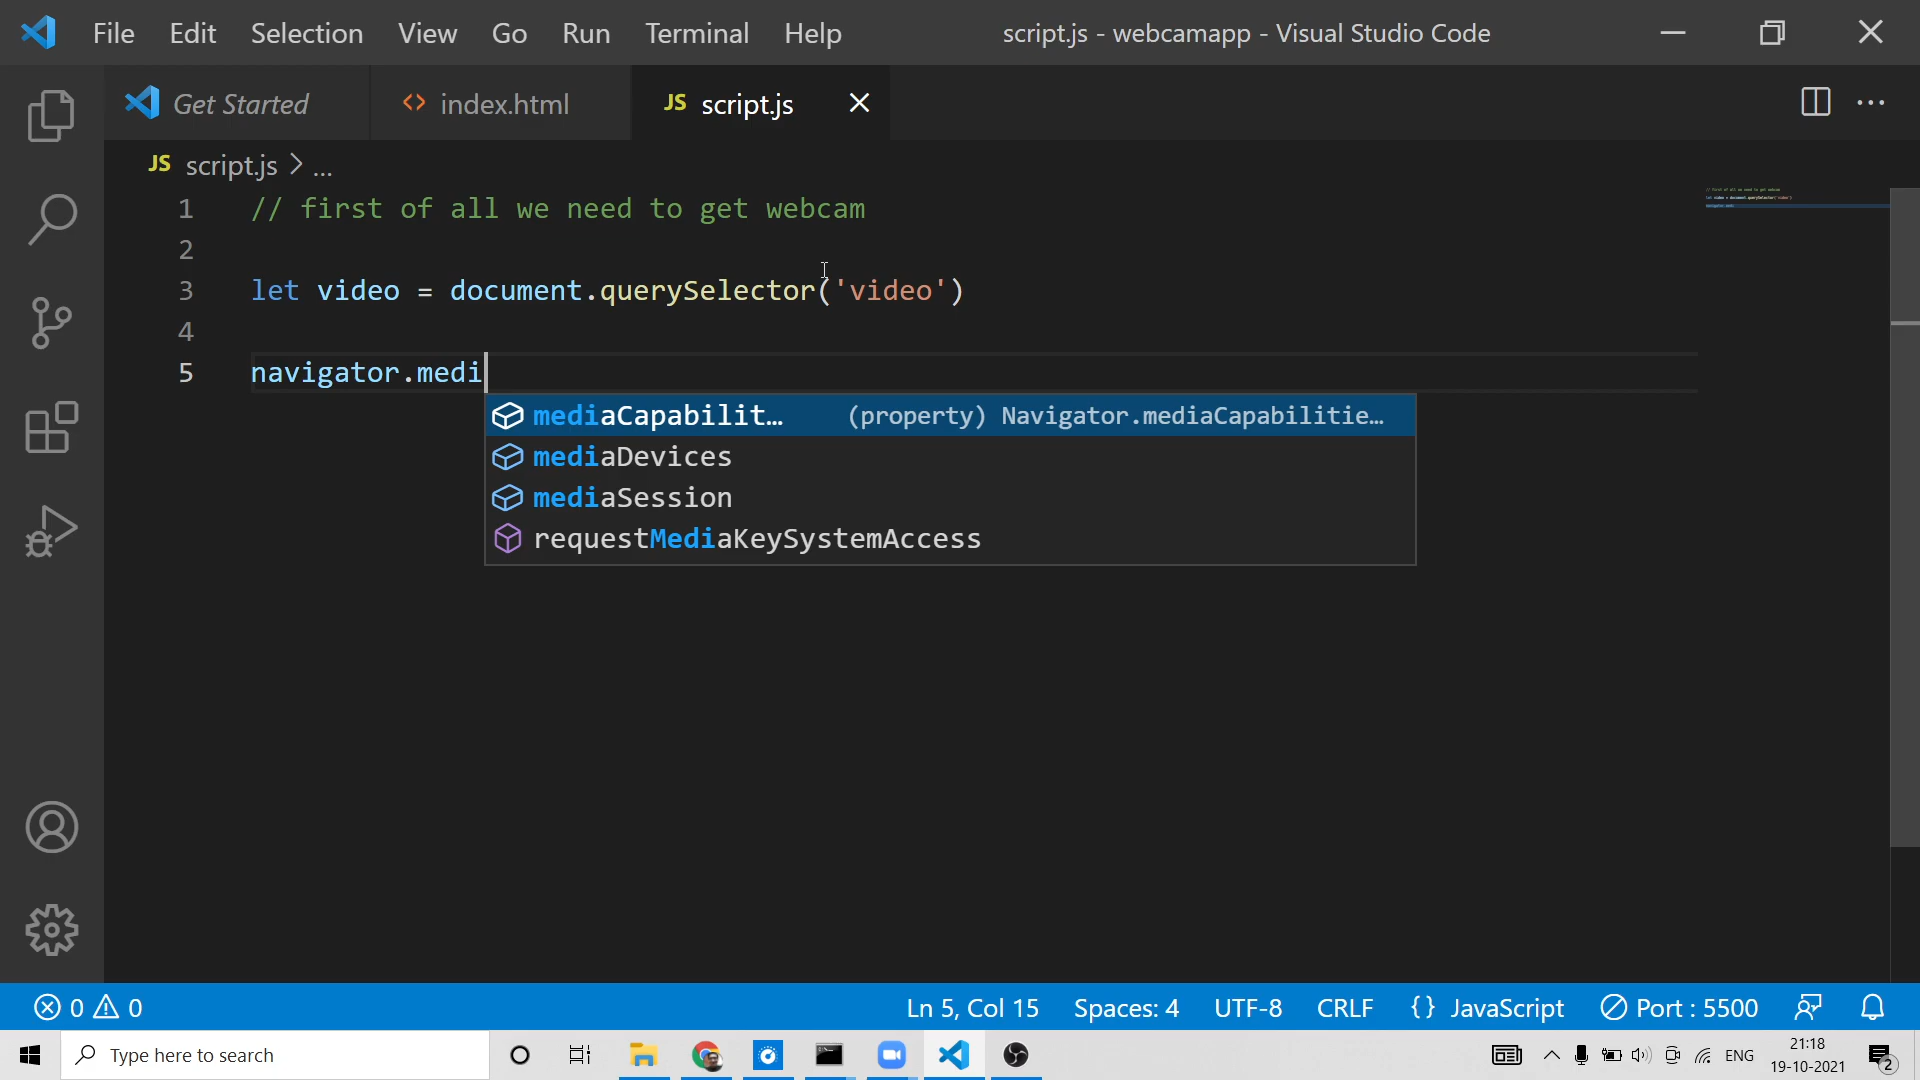 File Edit Selection View Go Run Terminal Help script.js - webcamapp - Visual Studio Code
Get Started index.html JS script.js
JS script.js > ...
1 // first of all we need to get webcam
2
3 let video = document.querySelector('video')
4
5 navigator.medi
mediaCapabilit… (property) Navigator.mediaCapabilitie…
mediaDevices
mediaSession
requestMediaKeySystemAccess
0 0 Ln 5, Col 15 Spaces: 4 UTF-8 CRLF {} JavaScript Port : 5500
Type here to search ENG 21:18
19-10-2021 2